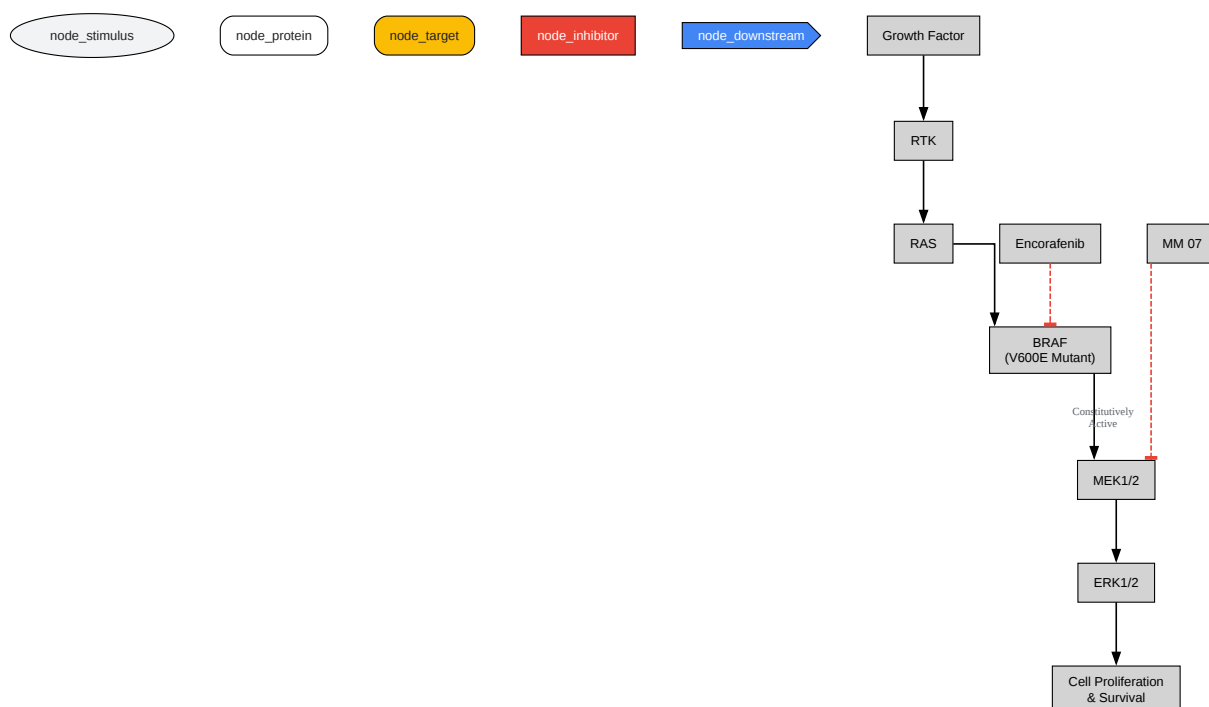 node_stimulus
node_protein
node_target
node_inhibitor
node_downstream
Growth Factor
RTK
RAS
Encorafenib
MM 07
BRAF
(V600E Mutant)
Constitutively
Active
MEK1/2
ERK1/2
Cell Proliferation
& Survival